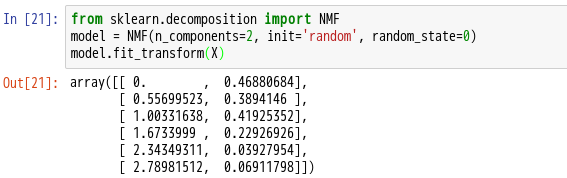 In [21]: from sklearn.decomposition import NMF
model = NMF(n_components=2, init='random', random_state=0)
model.fit_transform(X)
Out[21]: array([[ 0.        ,  0.46880684],
       [ 0.55699523,  0.3894146 ],
       [ 1.00331638,  0.41925352],
       [ 1.6733999 ,  0.22926926],
       [ 2.34349311,  0.03927954],
       [ 2.78981512,  0.06911798]])